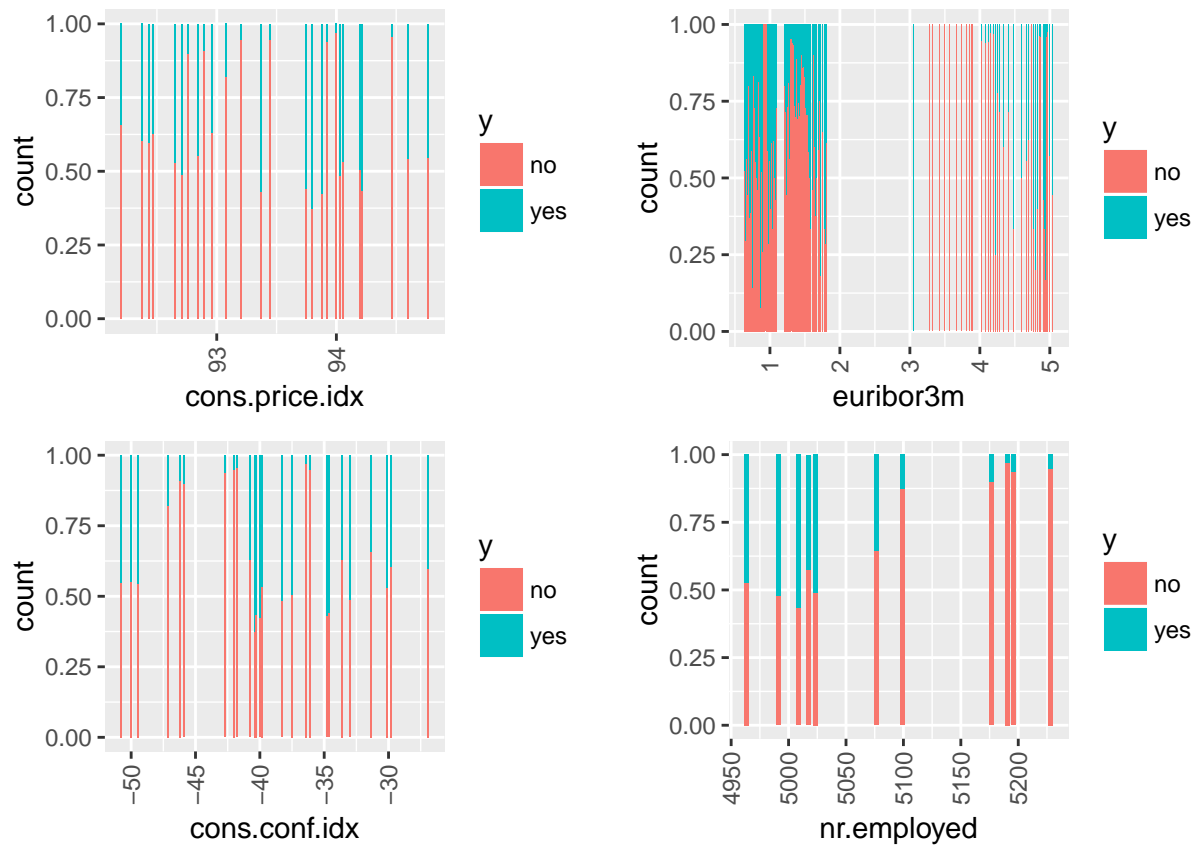 1.00
0.75
0.50
0.25
0.00
count
93
94
cons.price.idx
y
no
yes
1.00
0.75
0.50
0.25
0.00
count
1
2
3
4
5
euribor3m
y
no
yes
1.00
0.75
0.50
0.25
0.00
count
−50
−45
−40
−35
−30
cons.conf.idx
y
no
yes
1.00
0.75
0.50
0.25
0.00
count
4950
5000
5050
5100
5150
5200
nr.employed
y
no
yes